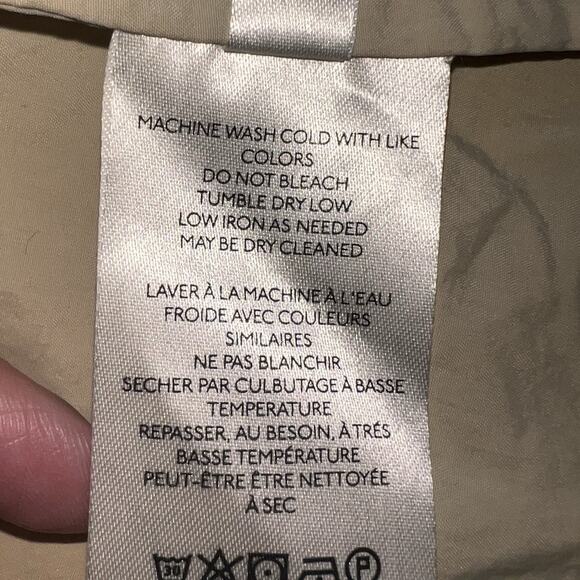 MACHINE WASH COLD WITH LIKE
COLORS
DO NOT BLEACH
TUMBLE DRY LOW
LOW IRON AS NEEDED
MAY BE DRY CLEANED
LAVER À LA MACHINE À L'EAU
FROIDE AVEC COULEURS
SIMILAIRES
NE PAS BLANCHIR
SECHER PAR CULBUTAGE À BASSE
TEMPERATURE
REPASSER, AU BESOIN, À TRÉS
BASSE TEMPÉRATURE
PEUT-ÊTRE ÊTRE NETTOYÉE
À SEC
30 P